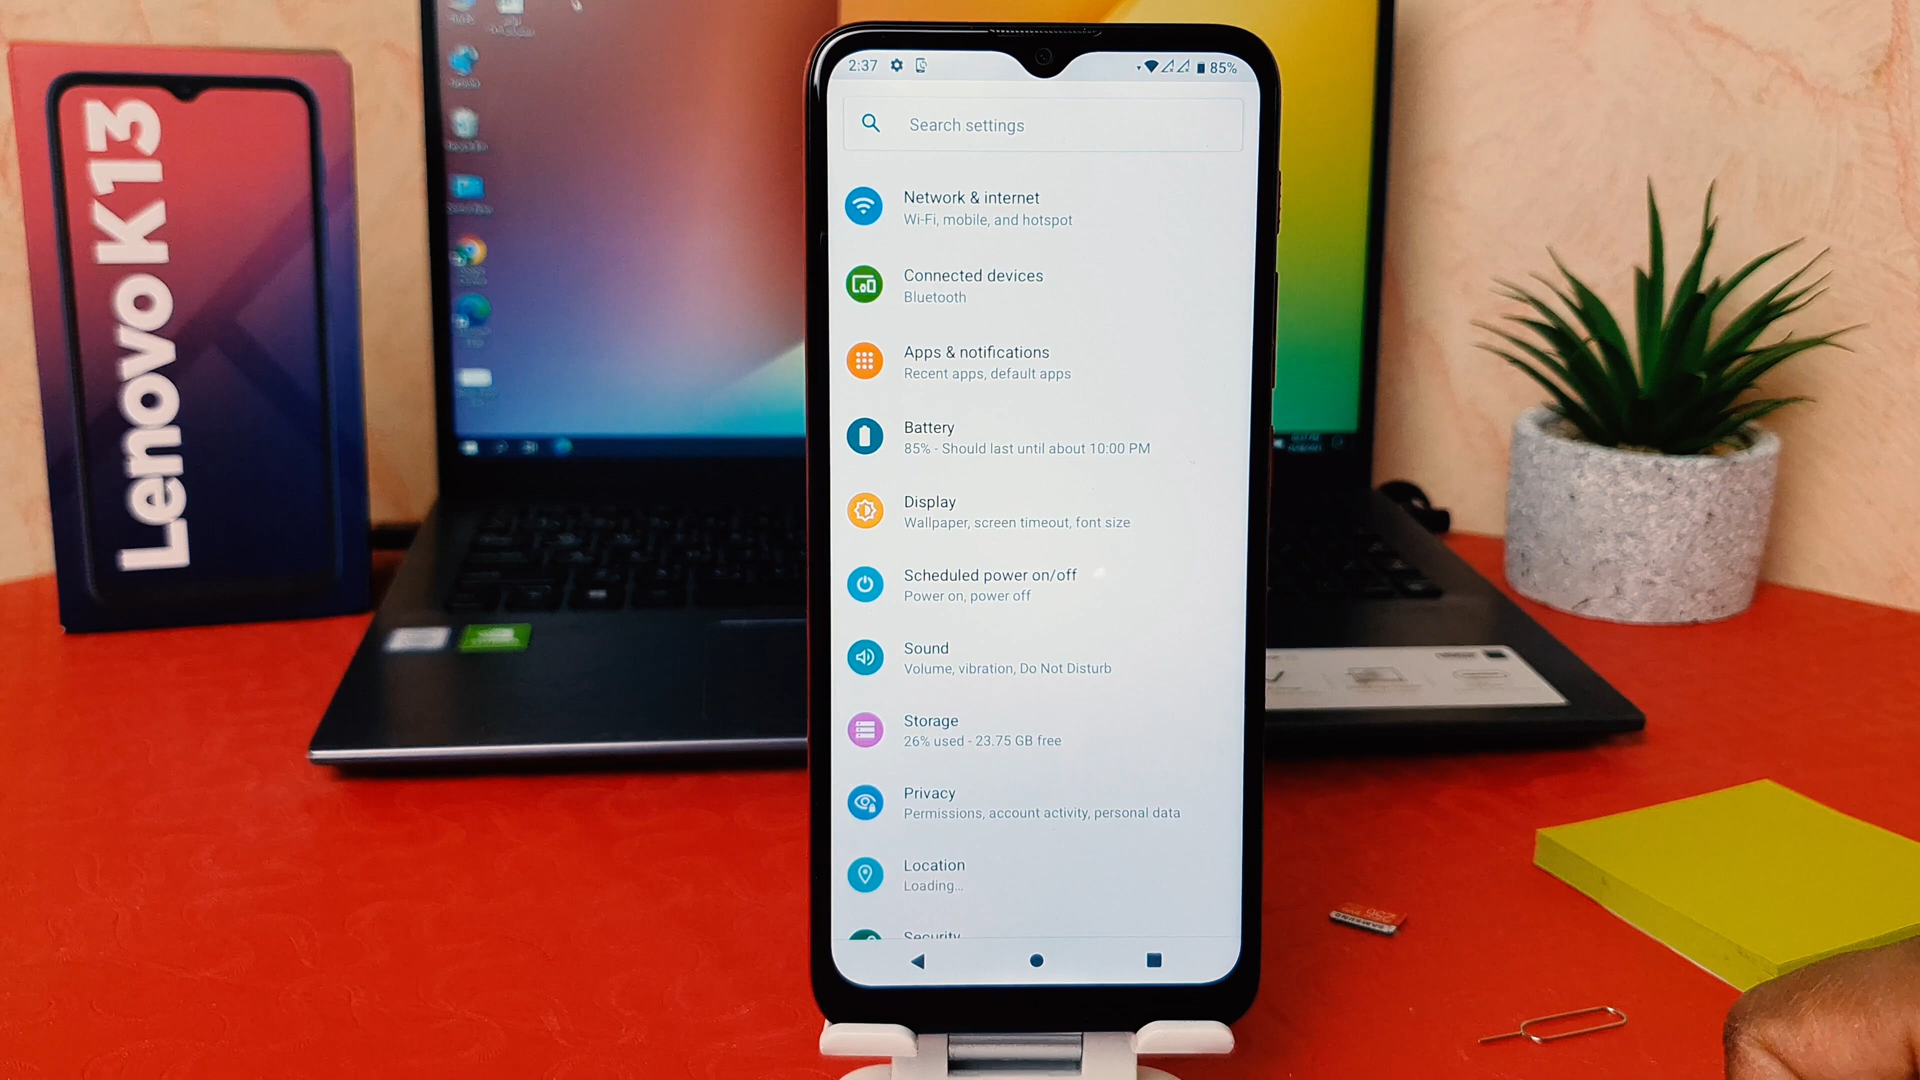 Lenovo K13
2:37
85%
Search settings
Network & internet
Wi-Fi, mobile, and hotspot
Connected devices
Bluetooth
Apps & notifications
Recent apps, default apps
Battery
85% - Should last until about 10:00 PM
Display
Wallpaper, screen timeout, font size
Scheduled power on/off
Power on, power off
Sound
Volume, vibration, Do Not Disturb
Storage
26% used - 23.75 GB free
Privacy
Permissions, account activity, personal data
Location
Loading...
Security
256